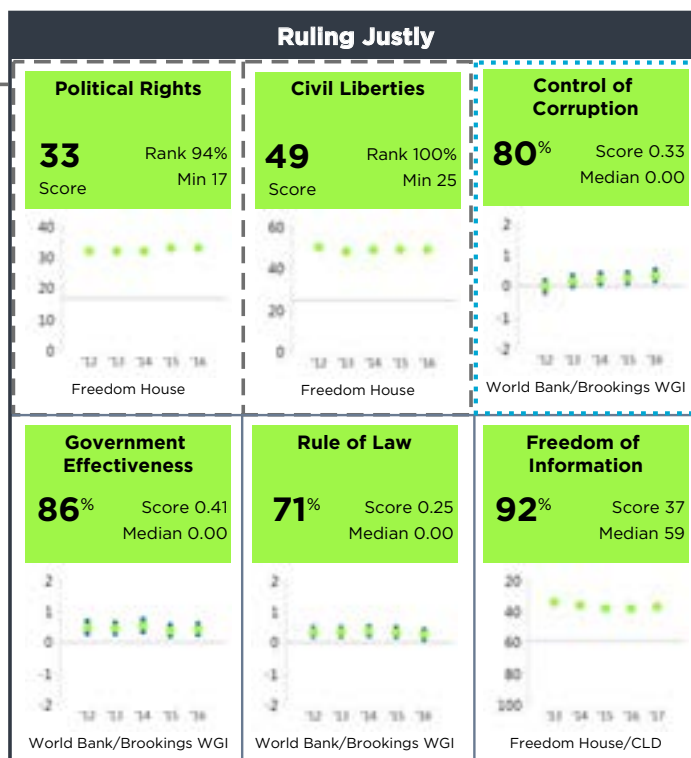 Ruling Justly
Political Rights
33
Score
Rank 94%
Min 17
40
30
20
10
0
'12 '13 '14 '15 '16
Freedom House
Civil Liberties
49
Score
Rank 100%
Min 25
60
40
20
0
'12 '13 '14 '15 '16
Freedom House
Control of
Corruption
80%
Score 0.33
Median 0.00
2
1
0
-1
-2
'12 '13 '14 '15 '16
World Bank/Brookings WGI
Government
Effectiveness
86%
Score 0.41
Median 0.00
2
1
0
-1
-2
'12 '13 '14 '15 '16
World Bank/Brookings WGI
Rule of Law
71%
Score 0.25
Median 0.00
2
1
0
-1
-2
'12 '13 '14 '15 '16
World Bank/Brookings WGI
Freedom of
Information
92%
Score 37
Median 59
20
40
60
80
100
'13 '14 '15 '16 '17
Freedom House/CLD